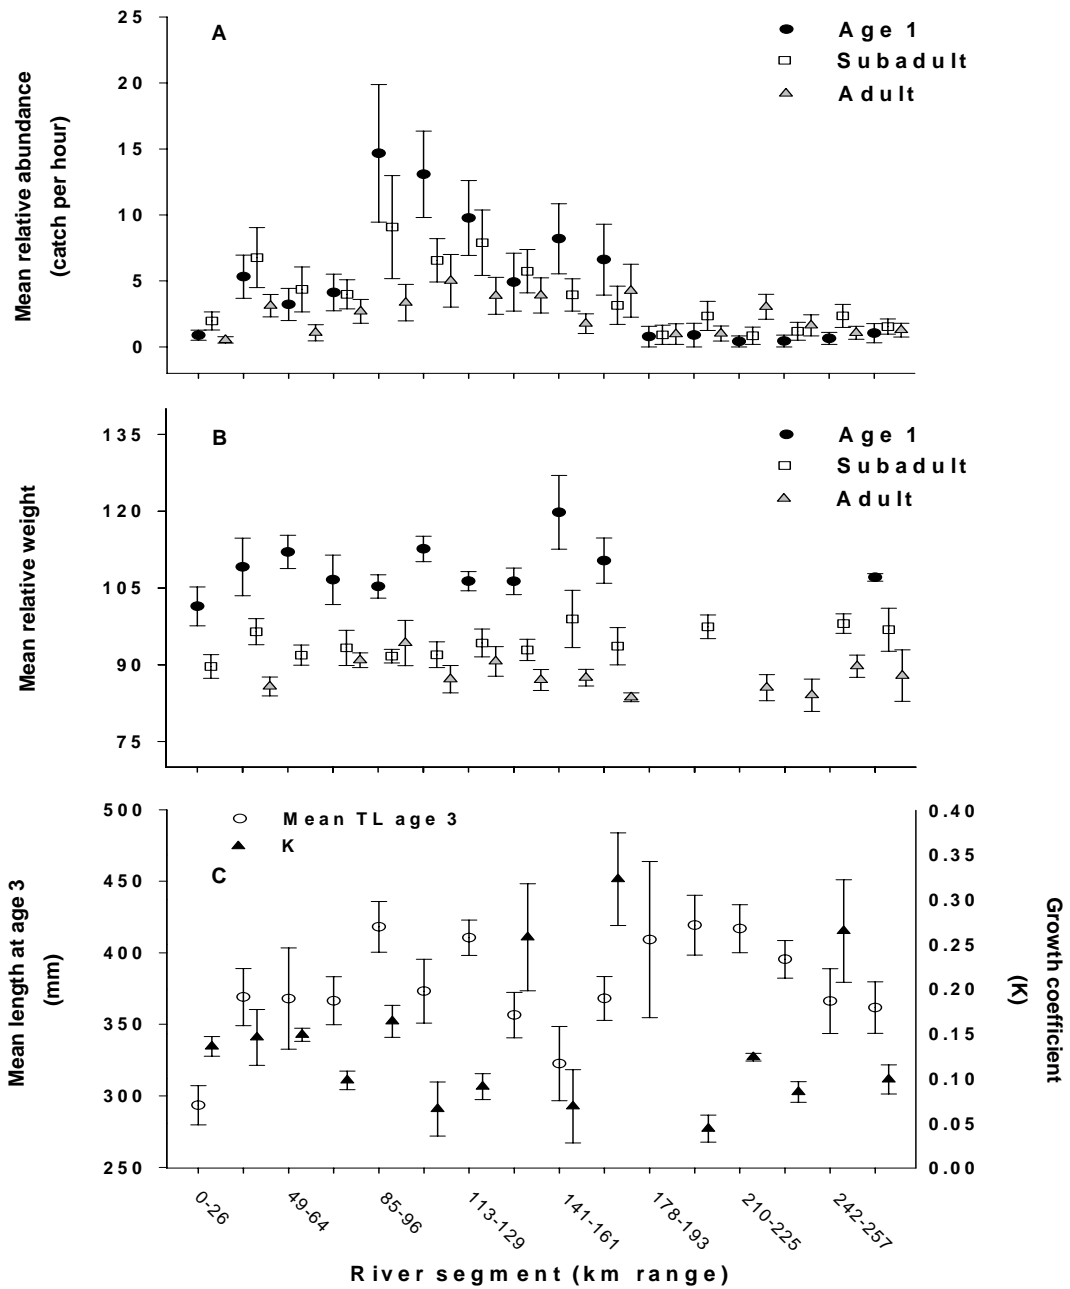 A
Age 1
Subadult
Adult
25
20
15
10
5
0
Mean relative abundance
(catch per hour)
B
Age 1
Subadult
Adult
135
120
105
90
75
Mean relative weight
Mean TL age 3
K
C
500
450
400
350
300
250
Mean length at age 3
(mm)
0.40
0.35
0.30
0.25
0.20
0.15
0.10
0.05
0.00
Growth coefficient
(K)
0-26
49-64
85-96
113-129
141-161
178-193
210-225
242-257
River segment (km range)